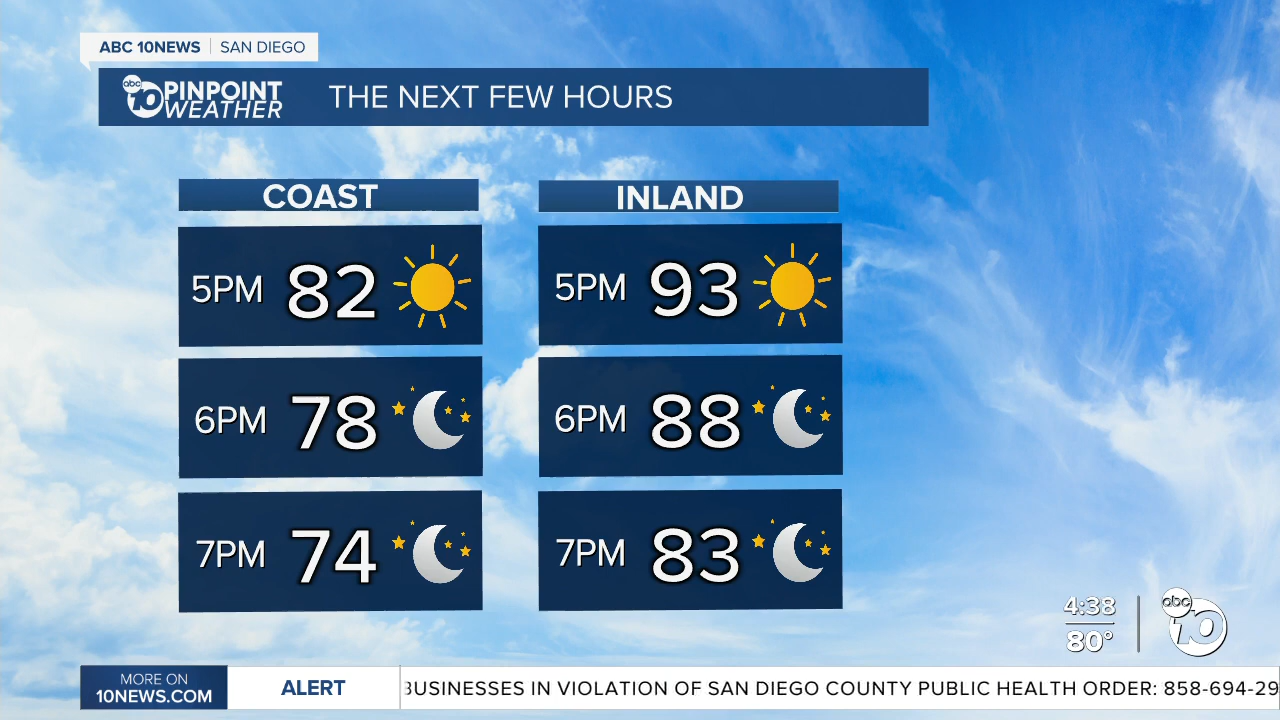 ABC 10NEWS | SAN DIEGO
abc 10 PINPOINT WEATHER
THE NEXT FEW HOURS
COAST
5PM 82
6PM 78
7PM 74
INLAND
5PM 93
6PM 88
7PM 83
4:38
80°
abc 10
MORE ON
10NEWS.COM
ALERT
BUSINESSES IN VIOLATION OF SAN DIEGO COUNTY PUBLIC HEALTH ORDER: 858-694-29